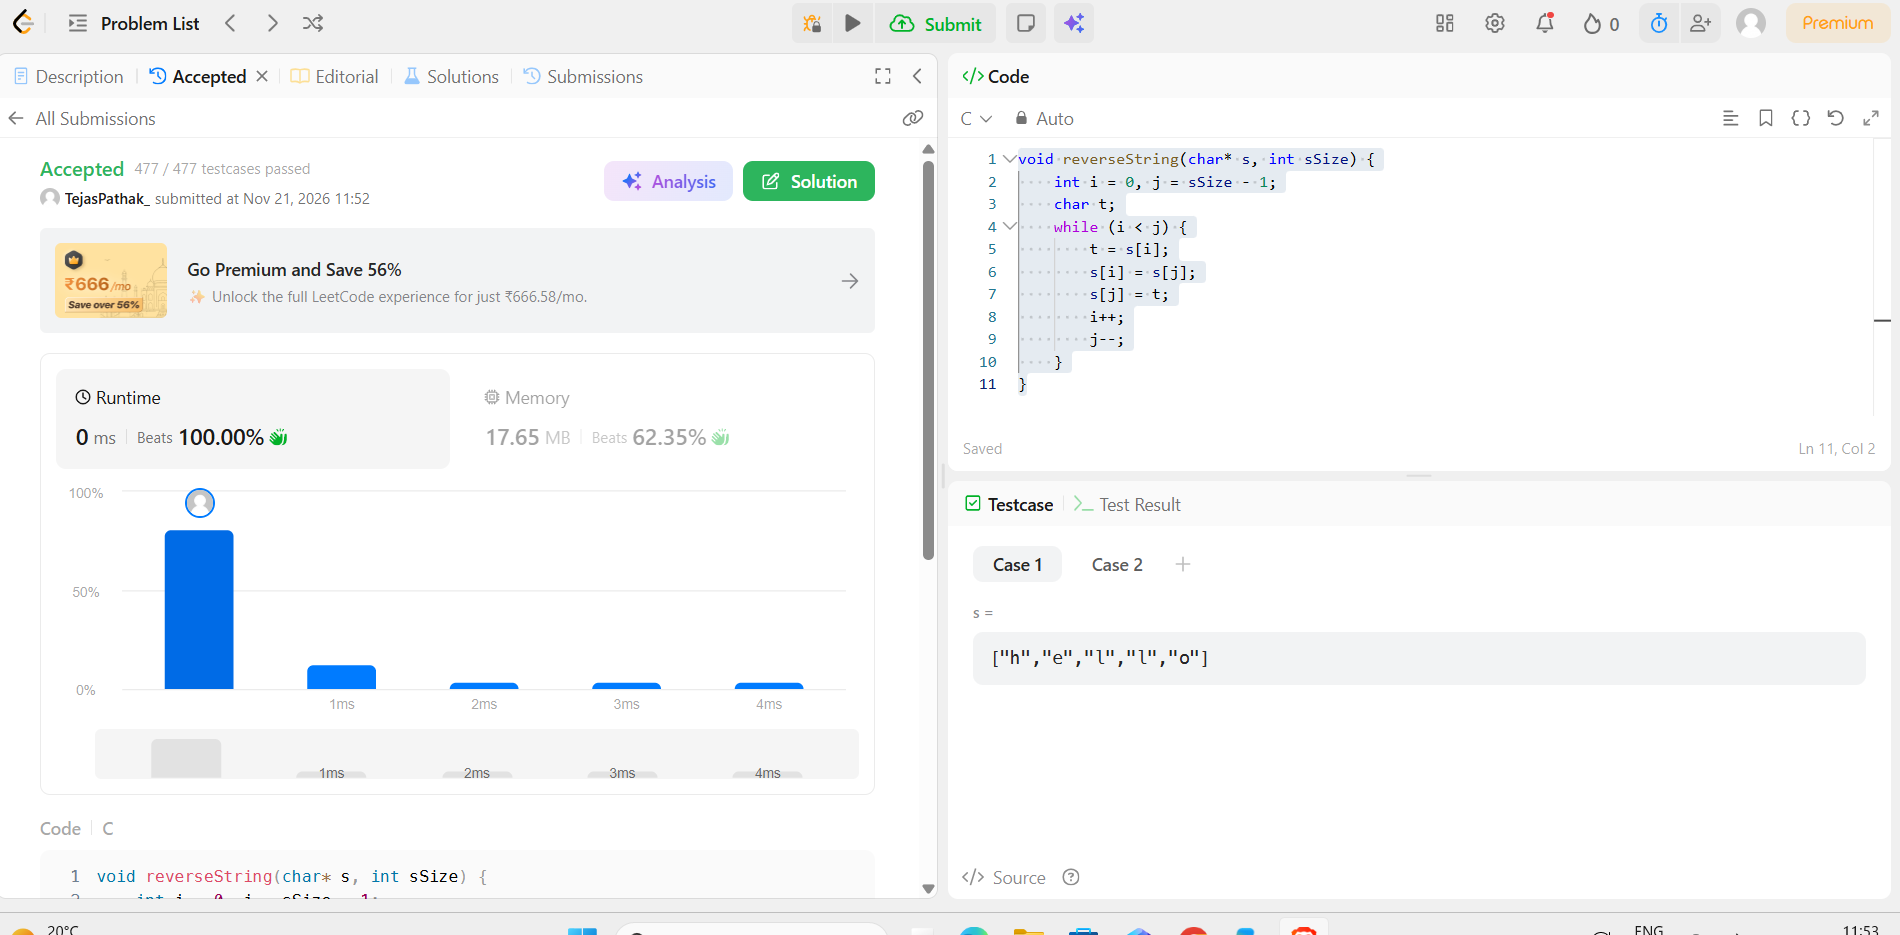 Problem List
Submit
0
Premium
Description
Accepted
Editorial
Solutions
Submissions
All Submissions
Accepted 477 / 477 testcases passed
TejasPathak_ submitted at Nov 21, 2026 11:52
Analysis
Solution
₹666 /mo
Save over 56%
Go Premium and Save 56%
✨ Unlock the full LeetCode experience for just ₹666.58/mo.
Runtime
0 ms Beats 100.00%
Memory
17.65 MB Beats 62.35%
100%
50%
0%
1ms 2ms 3ms 4ms
1ms 2ms 3ms 4ms
Code C
1 void reverseString(char* s, int sSize) {
2 int i = 0, j = sSize - 1;
</> Code
C Auto
1 void reverseString(char* s, int sSize) {
2 int i = 0, j = sSize - 1;
3 char t;
4 while (i < j) {
5 t = s[i];
6 s[i] = s[j];
7 s[j] = t;
8 i++;
9 j--;
10 }
11 }
Saved
Ln 11, Col 2
Testcase
Test Result
Case 1
Case 2
s =
["h","e","l","l","o"]
</> Source
20°C
ENG
11:53